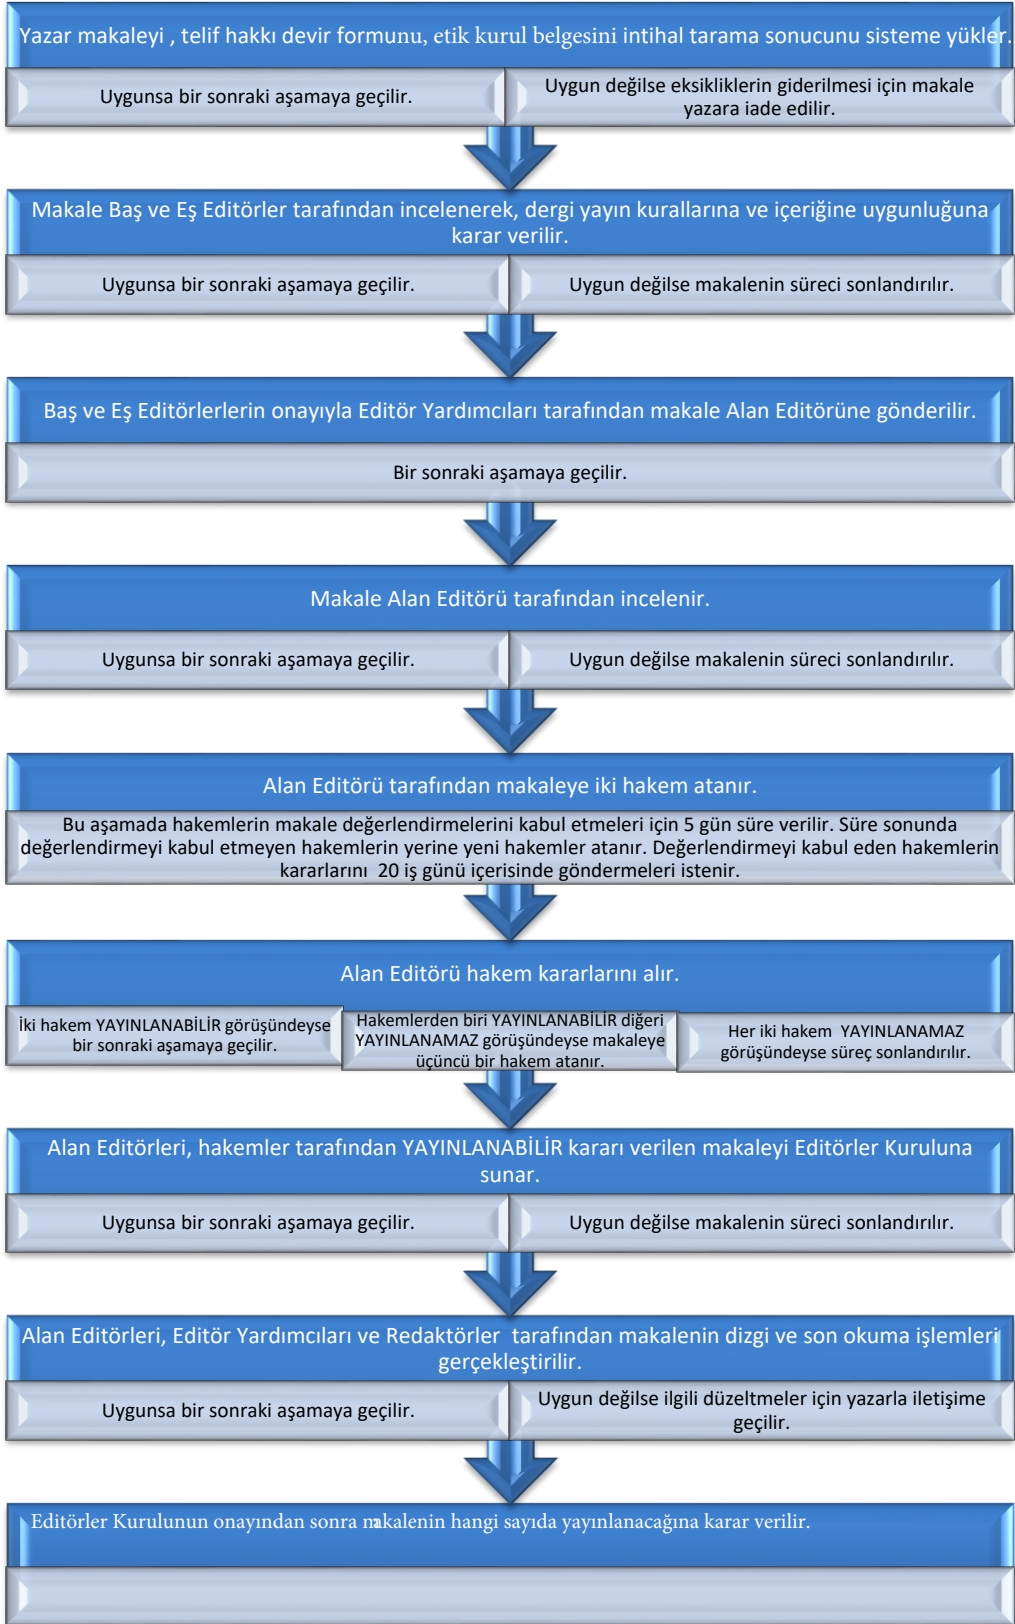 Yazar makaleyi , telif hakkı devir formunu, etik kurul belgesini intihal tarama sonucunu sisteme yükler.
Uygunsa bir sonraki aşamaya geçilir.
Uygun değilse eksikliklerin giderilmesi için makale
yazara iade edilir.
Makale Baş ve Eş Editörler tarafından incelenerek, dergi yayın kurallarına ve içeriğine uygunluğuna
karar verilir.
Uygunsa bir sonraki aşamaya geçilir.
Uygun değilse makalenin süreci sonlandırılır.
Baş ve Eş Editörlerlerin onayıyla Editör Yardımcıları tarafından makale Alan Editörüne gönderilir.
Bir sonraki aşamaya geçilir.
Makale Alan Editörü tarafından incelenir.
Uygunsa bir sonraki aşamaya geçilir.
Uygun değilse makalenin süreci sonlandırılır.
Alan Editörü tarafından makaleye iki hakem atanır.
Bu aşamada hakemlerin makale değerlendirmelerini kabul etmeleri için 5 gün süre verilir. Süre sonunda
değerlendirmeyi kabul etmeyen hakemlerin yerine yeni hakemler atanır. Değerlendirmeyi kabul eden hakemlerin
kararlarını 20 iş günü içerisinde göndermeleri istenir.
Alan Editörü hakem kararlarını alır.
İki hakem YAYINLANABİLİR görüşündeyse
bir sonraki aşamaya geçilir.
Hakemlerden biri YAYINLANABİLİR diğeri
YAYINLANAMAZ görüşündeyse makaleye
üçüncü bir hakem atanır.
Her iki hakem YAYINLANAMAZ
görüşündeyse süreç sonlandırılır.
Alan Editörleri, hakemler tarafından YAYINLANABİLİR kararı verilen makaleyi Editörler Kuruluna
sunar.
Uygunsa bir sonraki aşamaya geçilir.
Uygun değilse makalenin süreci sonlandırılır.
Alan Editörleri, Editör Yardımcıları ve Redaktörler tarafından makalenin dizgi ve son okuma işlemleri
gerçekleştirilir.
Uygunsa bir sonraki aşamaya geçilir.
Uygun değilse ilgili düzeltmeler için yazarla iletişime
geçilir.
Editörler Kurulunun onayından sonra makalenin hangi sayıda yayınlanacağına karar verilir.